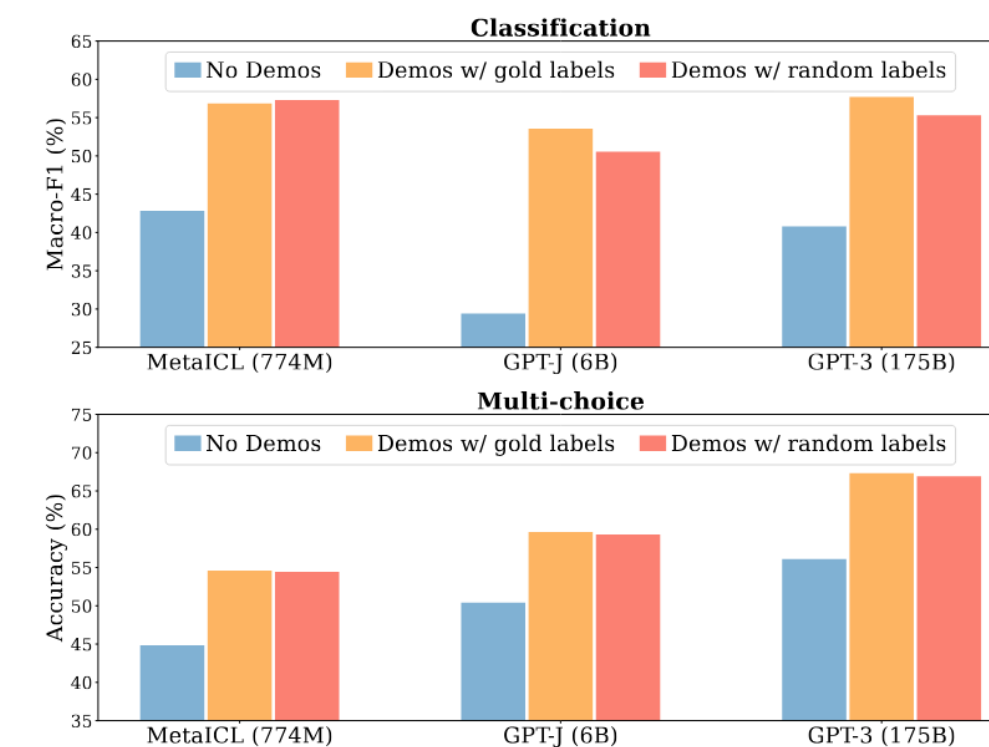 Classification
65
60
55
50
45
40
35
30
25
Macro-F1 (%)
No Demos Demos w/ gold labels Demos w/ random labels
MetaICL (774M) GPT-J (6B) GPT-3 (175B)
Multi-choice
75
70
65
60
55
50
45
40
35
Accuracy (%)
No Demos Demos w/ gold labels Demos w/ random labels
MetaICL (774M) GPT-J (6B) GPT-3 (175B)